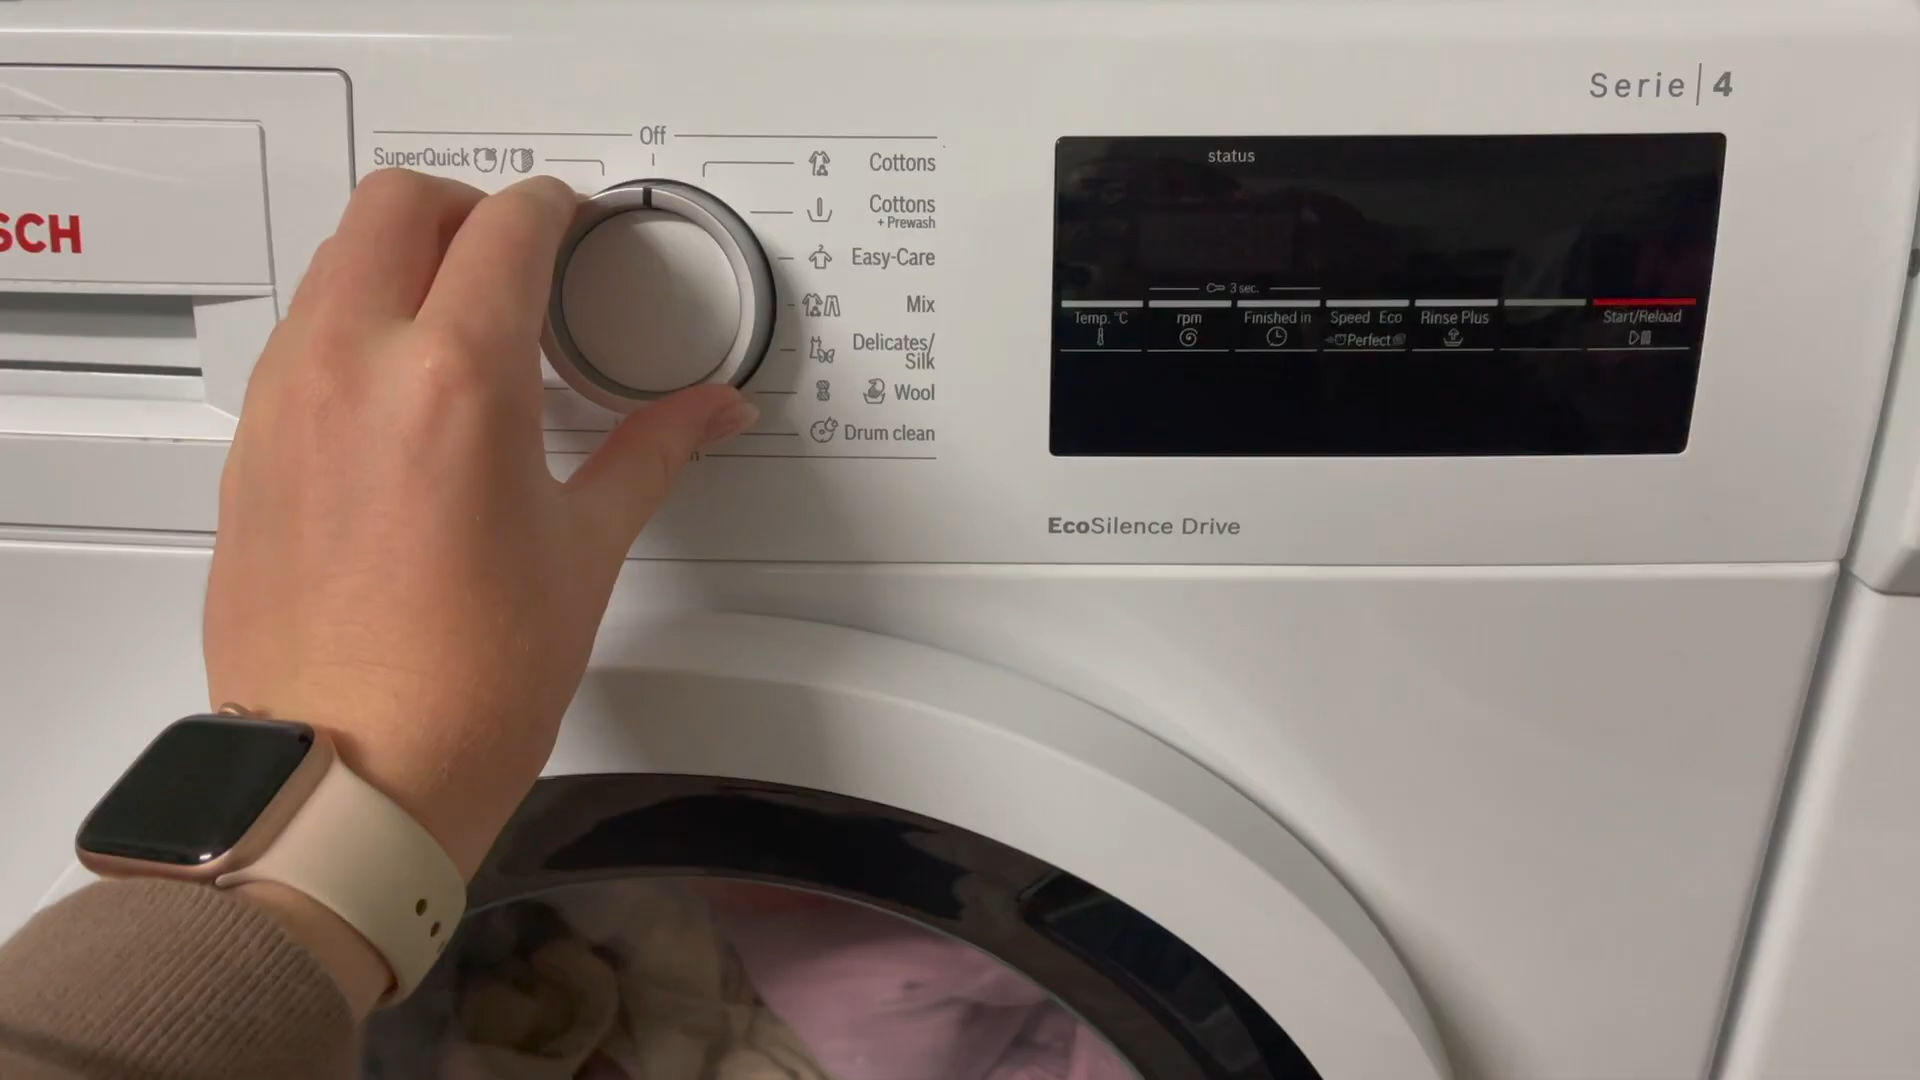 Serie | 4
Off
SuperQuick /
Cottons
SCH
Cottons
+ Prewash
Easy-Care
Mix
Delicates/
Silk
Wool
Drum clean
status
3 sec.
Temp. °C
rpm
Finished in
Speed Eco
Perfect
Rinse Plus
Start/Reload
EcoSilence Drive